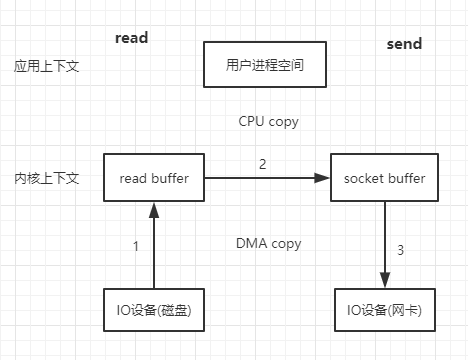 read
send
应用上下文
用户进程空间
CPU copy
内核上下文
read buffer
2
socket buffer
1
DMA copy
3
IO设备(磁盘)
IO设备(网卡)